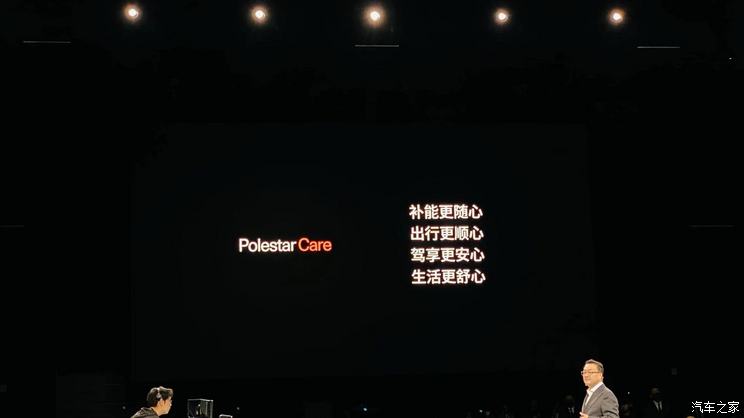 Polestar Care
补能更随心
出行更顺心
驾享更安心
生活更舒心
汽车之家